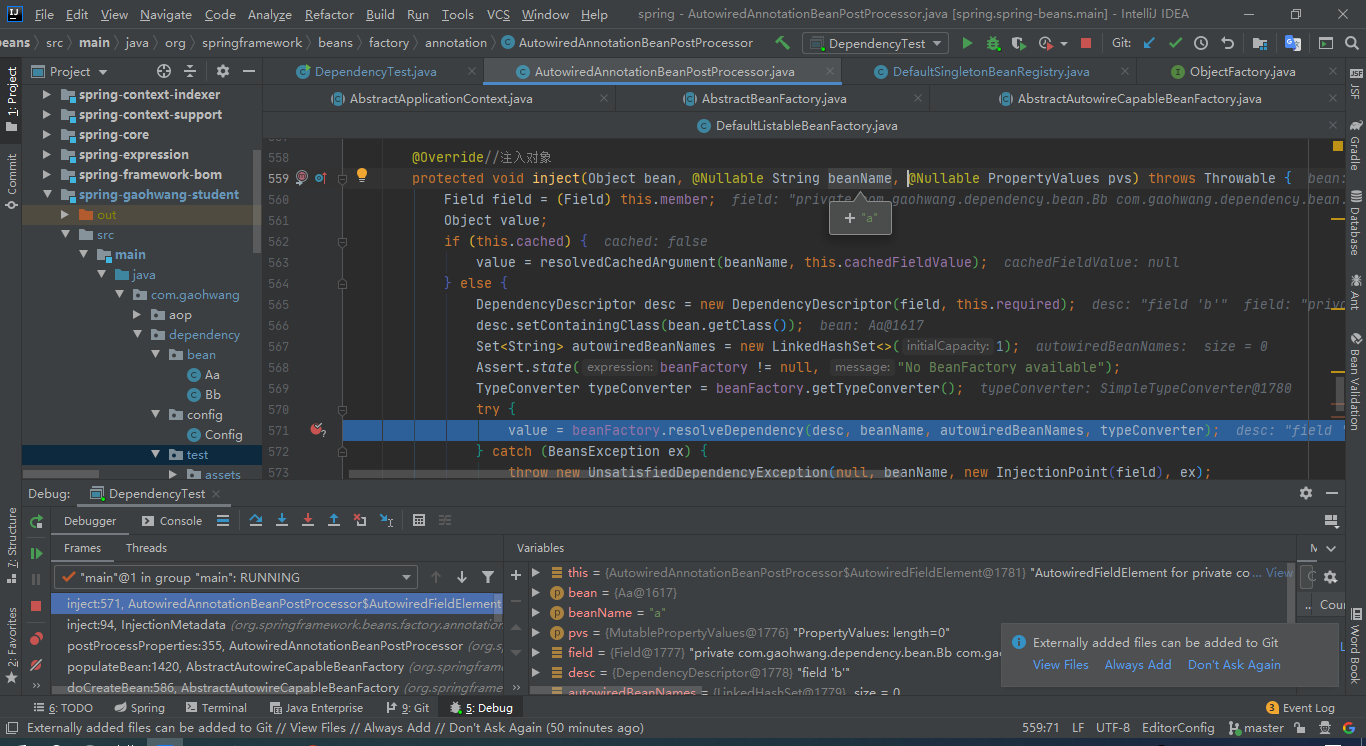 File Edit View Navigate Code Analyze Refactor Build Run Tools VCS Window Help spring - AutowiredAnnotationBeanPostProcessor.java [spring.spring-beans.main] - IntelliJ IDEA
eans src main java org springframework beans factory annotation AutowiredAnnotationBeanPostProcessor DependencyTest Git:
Project DependencyTest.java AutowiredAnnotationBeanPostProcessor.java DefaultSingletonBeanRegistry.java ObjectFactory.java
AbstractApplicationContext.java AbstractBeanFactory.java AbstractAutowireCapableBeanFactory.java
DefaultListableBeanFactory.java
1: Project
Commit
7: Structure
2: Favorites
spring-context-indexer
spring-context-support
spring-core
spring-expression
spring-framework-bom
spring-gaohwang-student
out
src
main
java
com.gaohwang
aop
dependency
bean
Aa
Bb
config
Config
test
assets
558 @Override//注入对象
559 protected void inject(Object bean, @Nullable String beanName, @Nullable PropertyValues pvs) throws Throwable { bean:
560 Field field = (Field) this.member; field: "private com.gaohwang.dependency.bean.Bb com.gaohwang.dependency.bean.
561 Object value;
+ "a"
562 if (this.cached) { cached: false
563 value = resolvedCachedArgument(beanName, this.cachedFieldValue); cachedFieldValue: null
564 } else {
565 DependencyDescriptor desc = new DependencyDescriptor(field, this.required); desc: "field 'b'" field: "priva
566 desc.setContainingClass(bean.getClass()); bean: Aa@1617
567 Set<String> autowiredBeanNames = new LinkedHashSet<>( initialCapacity: 1); autowiredBeanNames: size = 0
568 Assert.state( expression: beanFactory != null, message: "No BeanFactory available");
569 TypeConverter typeConverter = beanFactory.getTypeConverter(); typeConverter: SimpleTypeConverter@1780
570 try {
571 value = beanFactory.resolveDependency(desc, beanName, autowiredBeanNames, typeConverter); desc: "field '
572 } catch (BeansException ex) {
573 throw new UnsatisfiedDependencyException(null, beanName, new InjectionPoint(field), ex);
JSF
Gradle
Database
Ant
Bean Validation
Word Book
Debug: DependencyTest
Debugger Console
Frames Threads
"main"@1 in group "main": RUNNING
inject:571, AutowiredAnnotationBeanPostProcessor$AutowiredFieldElement
inject:94, InjectionMetadata (org.springframework.beans.factory.annotation
postProcessProperties:355, AutowiredAnnotationBeanPostProcessor (org.sp
populateBean:1420, AbstractAutowireCapableBeanFactory (org.springframe
doCreateBean:586, AbstractAutowireCapableBeanFactory (org.springframe
Variables
this = {AutowiredAnnotationBeanPostProcessor$AutowiredFieldElement@1781} "AutowiredFieldElement for private co ... View
bean = {Aa@1617}
beanName = "a"
pvs = {MutablePropertyValues@1776} "PropertyValues: length=0"
field = {Field@1777} "private com.gaohwang.dependency.bean.Bb com.gao
desc = {DependencyDescriptor@1778} "field 'b'"
autowiredBeanNames = {LinkedHashSet@1779} size = 0
Cou
Externally added files can be added to Git
View Files Always Add Don't Ask Again
6: TODO Spring Terminal Java Enterprise 9: Git 5: Debug 3 Event Log
Externally added files can be added to Git // View Files // Always Add // Don't Ask Again (50 minutes ago) 559:71 LF UTF-8 EditorConfig master